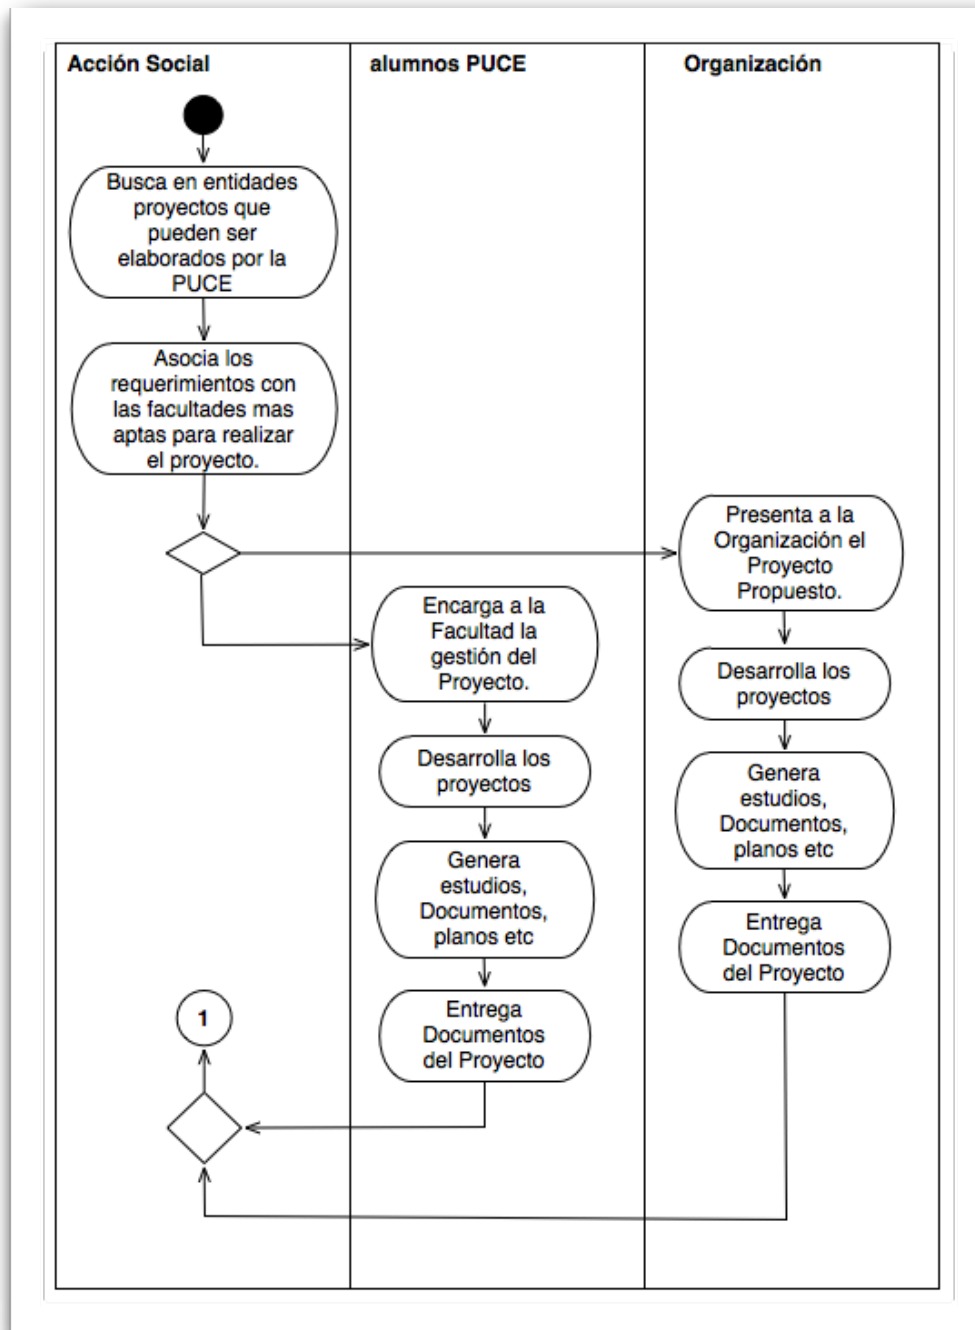 Acción Social
alumnos PUCE
Organización
Busca en entidades
proyectos que
pueden ser
elaborados por la
PUCE
Asocia los
requerimientos con
las facultades mas
aptas para realizar
el proyecto.
Presenta a la
Organización el
Proyecto
Propuesto.
Encarga a la
Facultad la
gestión del
Proyecto.
Desarrolla los
proyectos
Desarrolla los
proyectos
Genera
estudios,
Documentos,
planos etc
Genera
estudios,
Documentos,
planos etc
Entrega
Documentos
del Proyecto
Entrega
Documentos
del Proyecto
1